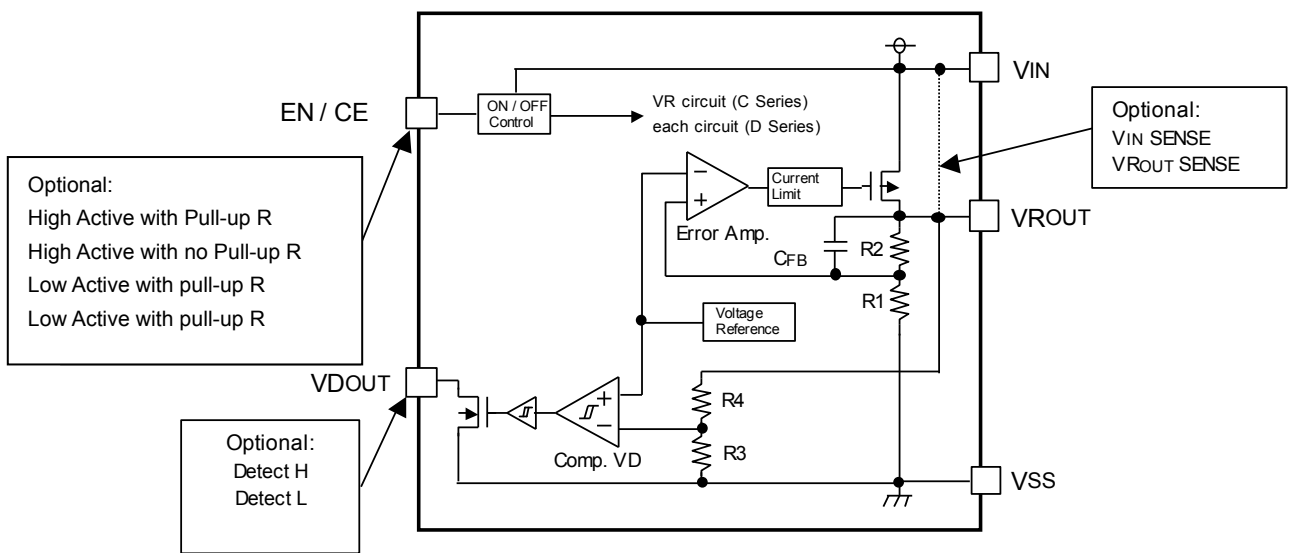 VIN
EN / CE
ON / OFF
Control
VR circuit (C Series)
each circuit (D Series)
Optional:
VIN SENSE
VROUT SENSE
Optional:
High Active with Pull-up R
High Active with no Pull-up R
Low Active with pull-up R
Low Active with pull-up R
−
+
Current
Limit
Error Amp.
VROUT
CFB
R2
R1
Voltage
Reference
VDOUT
+
−
Comp. VD
R4
R3
Optional:
Detect H
Detect L
VSS